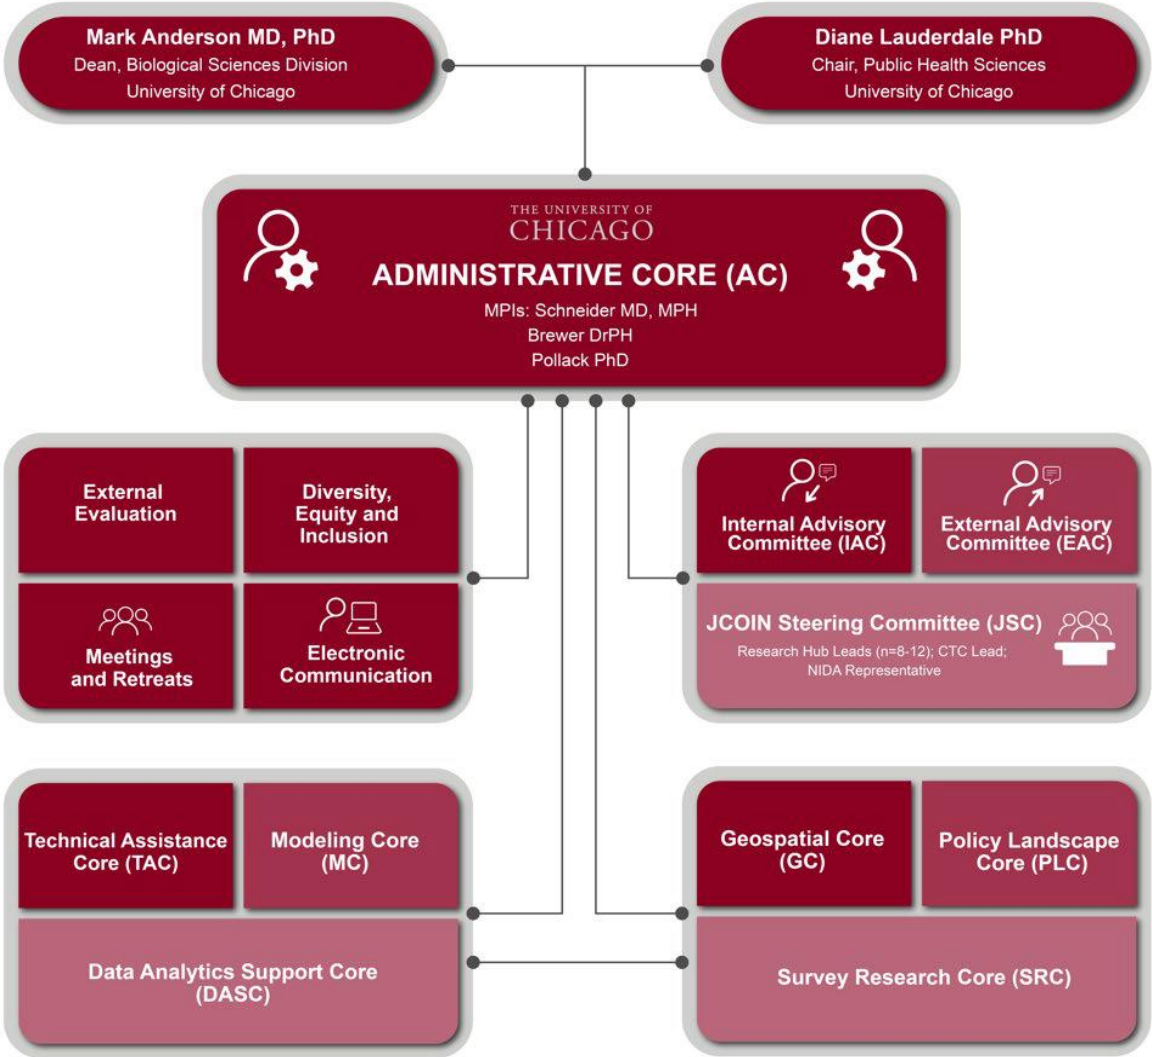 Mark Anderson MD, PhD
Dean, Biological Sciences Division
University of Chicago
Diane Lauderdale PhD
Chair, Public Health Sciences
University of Chicago
THE UNIVERSITY OF
CHICAGO
ADMINISTRATIVE CORE (AC)
MPIs: Schneider MD, MPH
Brewer DrPH
Pollack PhD
External
Evaluation
Diversity,
Equity and
Inclusion
Meetings
and Retreats
Electronic
Communication
Internal Advisory
Committee (IAC)
External Advisory
Committee (EAC)
JCOIN Steering Committee (JSC)
Research Hub Leads (n=8-12); CTC Lead;
NIDA Representative
Technical Assistance
Core (TAC)
Modeling Core
(MC)
Data Analytics Support Core
(DASC)
Geospatial Core
(GC)
Policy Landscape
Core (PLC)
Survey Research Core (SRC)